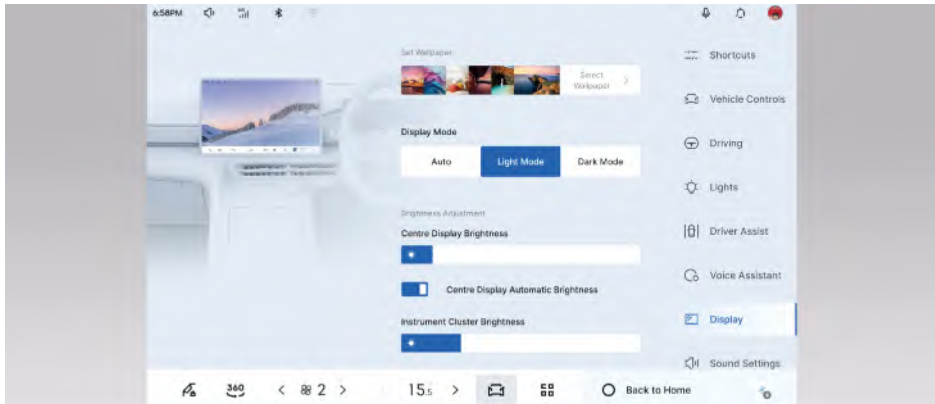 6:58PM
Set Wallpaper
Select
Wallpaper
Display Mode
Auto Light Mode Dark Mode
Brightness Adjustment
Centre Display Brightness
Centre Display Automatic Brightness
Instrument Cluster Brightness
Shortcuts
Vehicle Controls
Driving
Lights
Driver Assist
Voice Assistant
Display
Sound Settings
360 < 2 > 15.5 > Back to Home